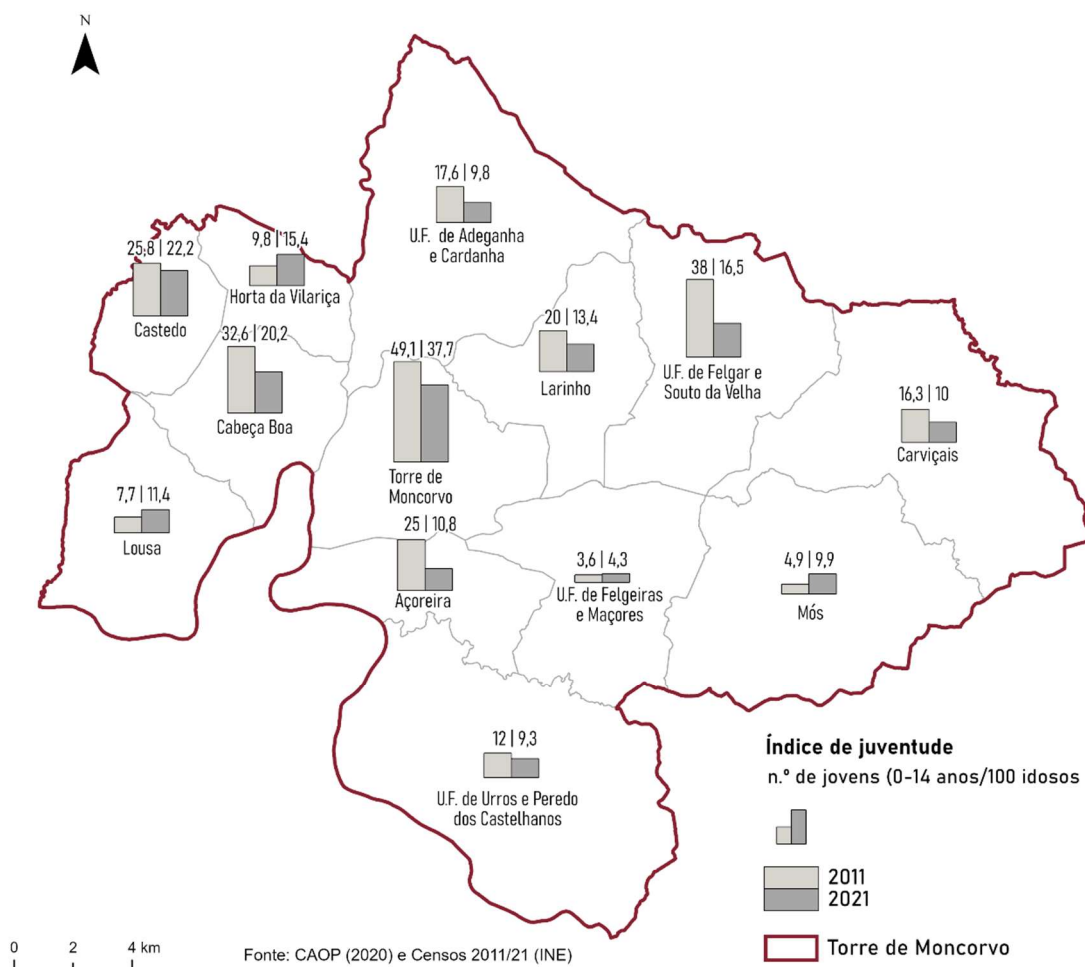 N
17,6 | 9,8
U.F. de Adeganha
e Cardanha
9,8 | 15,4
Horta da Vilariça
25,8 | 22,2
Castedo
38 | 16,5
U.F. de Felgar e
Souto da Velha
20 | 13,4
Larinho
32,6 | 20,2
Cabeça Boa
49,1 | 37,7
Torre de
Moncorvo
16,3 | 10
Carviçais
7,7 | 11,4
Lousa
25 | 10,8
Açoreira
3,6 | 4,3
U.F. de Felgeiras
e Maçores
4,9 | 9,9
Mós
12 | 9,3
U.F. de Urros e Peredo
dos Castelhanos
Índice de juventude
n.º de jovens (0-14 anos/100 idosos
2011
2021
Torre de Moncorvo
0 2 4 km
Fonte: CAOP (2020) e Censos 2011/21 (INE)